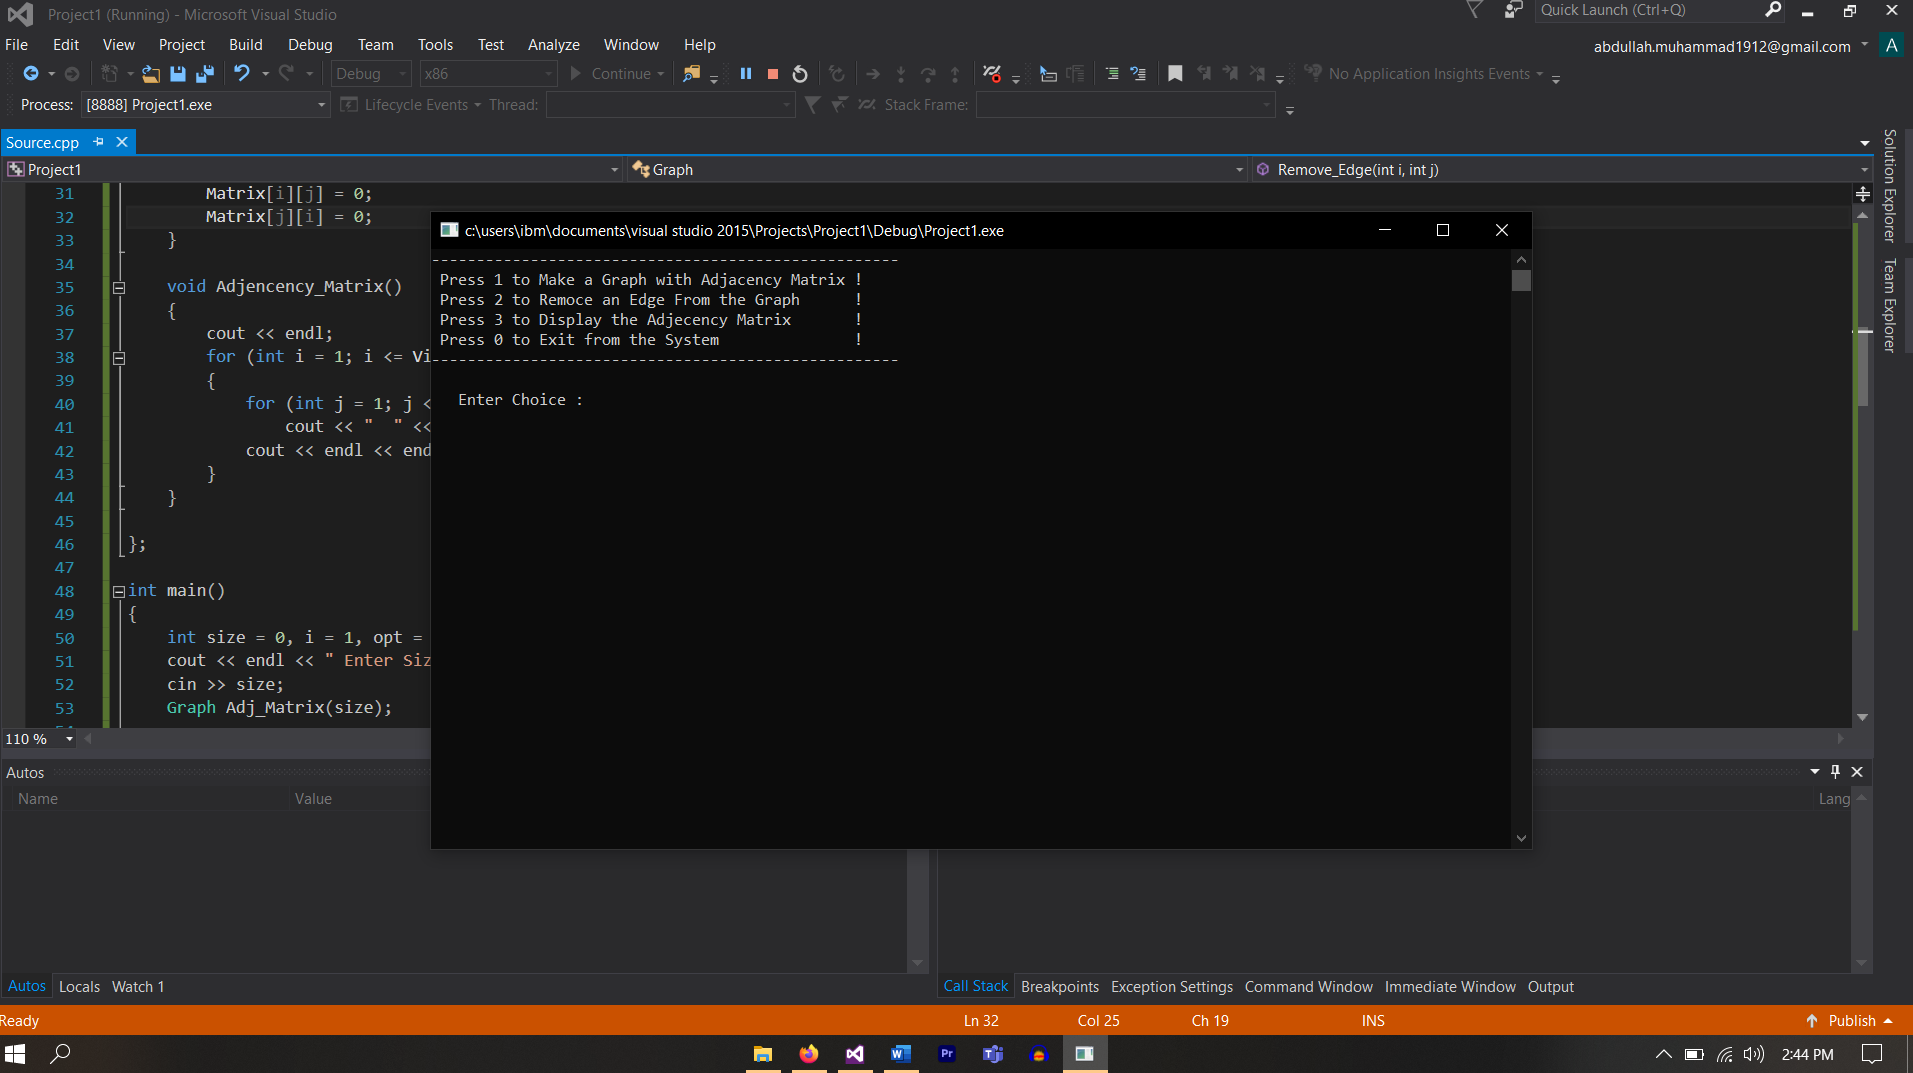 Project1 (Running) - Microsoft Visual Studio
Quick Launch (Ctrl+Q)
File Edit View Project Build Debug Team Tools Test Analyze Window Help
abdullah.muhammad1912@gmail.com A
Debug x86 Continue No Application Insights Events
Process: [8888] Project1.exe Lifecycle Events Thread: Stack Frame:
Source.cpp
Project1 Graph Remove_Edge(int i, int j)
Solution Explorer
Team Explorer
31 Matrix[i][j] = 0;
32 Matrix[j][i] = 0;
33 }
34
35 void Adjencency_Matrix()
36 {
37 cout << endl;
38 for (int i = 1; i <= Vi
39 {
40 for (int j = 1; j <
41 cout << "  " <<
42 cout << endl << end
43 }
44 }
45
46 };
47
48 int main()
49 {
50 int size = 0, i = 1, opt =
51 cout << endl << " Enter Siz
52 cin >> size;
53 Graph Adj_Matrix(size);
c:\users\ibm\documents\visual studio 2015\Projects\Project1\Debug\Project1.exe
----------------------------------------------------
Press 1 to Make a Graph with Adjacency Matrix !
Press 2 to Remoce an Edge From the Graph !
Press 3 to Display the Adjecency Matrix !
Press 0 to Exit from the System !
----------------------------------------------------
Enter Choice :
110 %
Autos
Name Value
Lang
Autos Locals Watch 1
Call Stack Breakpoints Exception Settings Command Window Immediate Window Output
Ready Ln 32 Col 25 Ch 19 INS Publish
W Pr T 2:44 PM